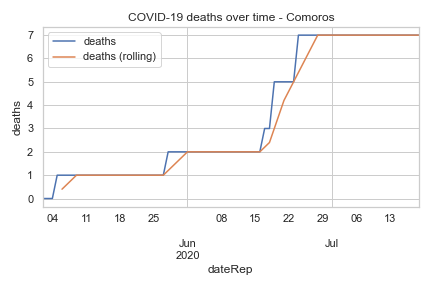 COVID-19 deaths over time - Comoros
deaths
deaths (rolling)
7
6
5
4
3
2
1
0
deaths
04 11 18 25 08 15 22 29 06 13
Jun Jul
2020
dateRep